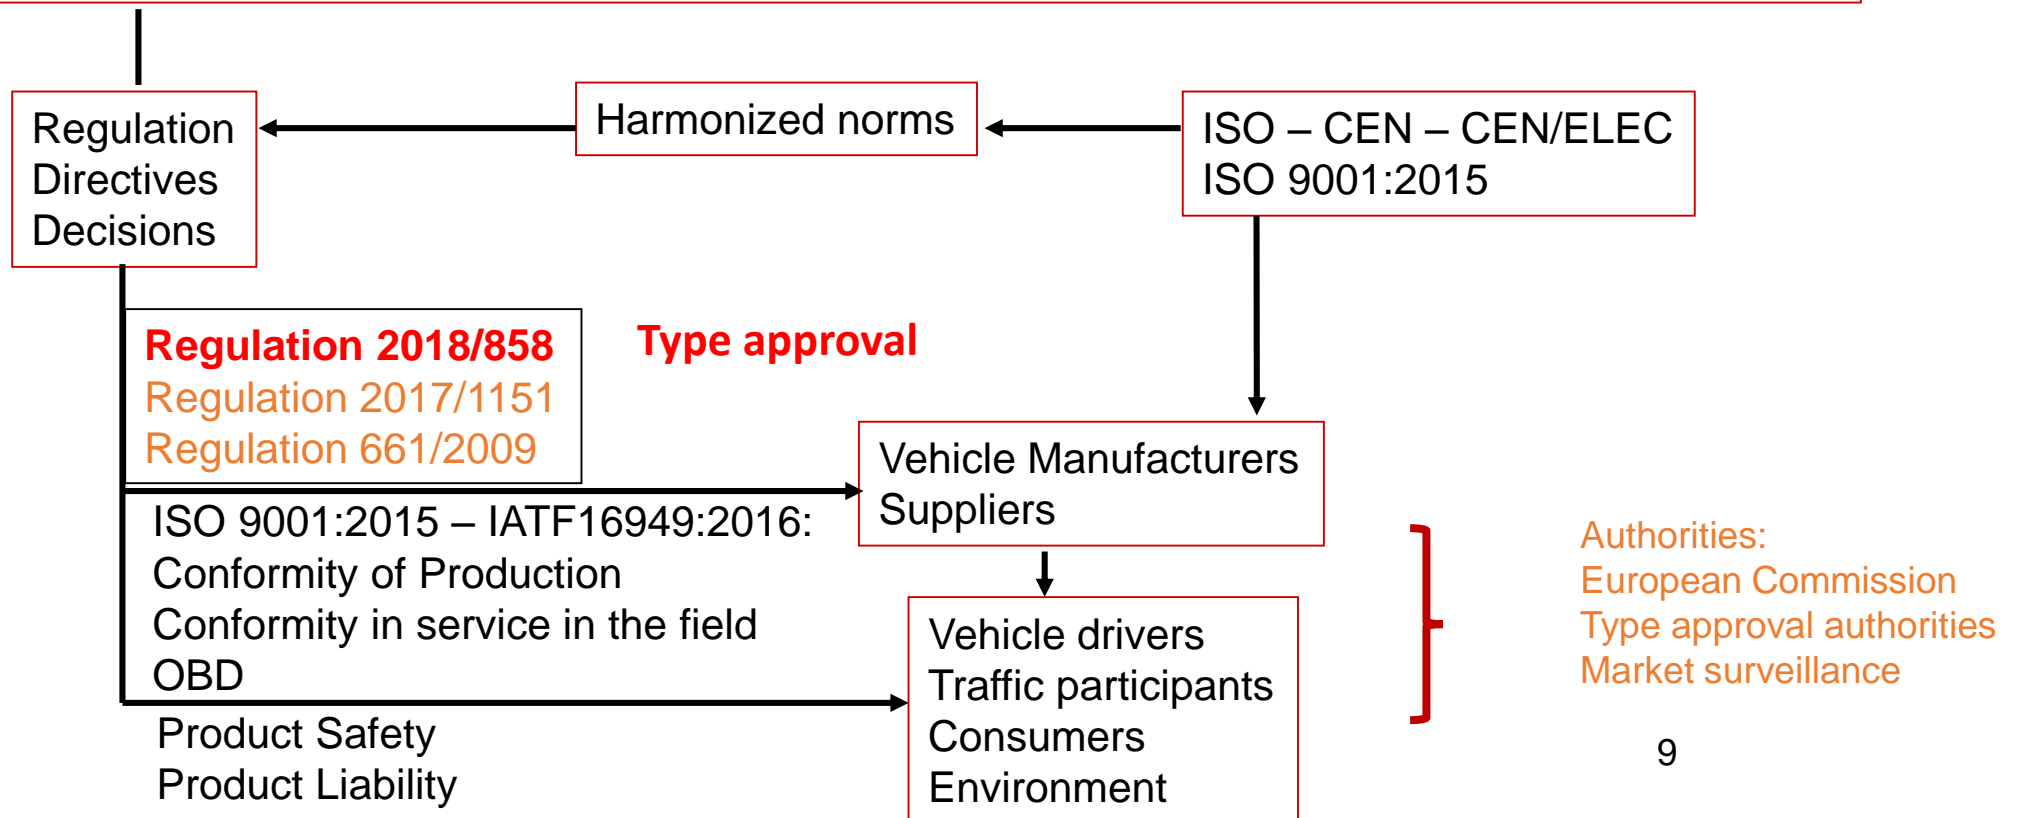 Regulation
Directives
Decisions
Harmonized norms
ISO – CEN – CEN/ELEC
ISO 9001:2015
Regulation 2018/858
Regulation 2017/1151
Regulation 661/2009
Type approval
Vehicle Manufacturers
Suppliers
ISO 9001:2015 – IATF16949:2016:
Conformity of Production
Conformity in service in the field
OBD
Product Safety
Product Liability
Vehicle drivers
Traffic participants
Consumers
Environment
Authorities:
European Commission
Type approval authorities
Market surveillance
9